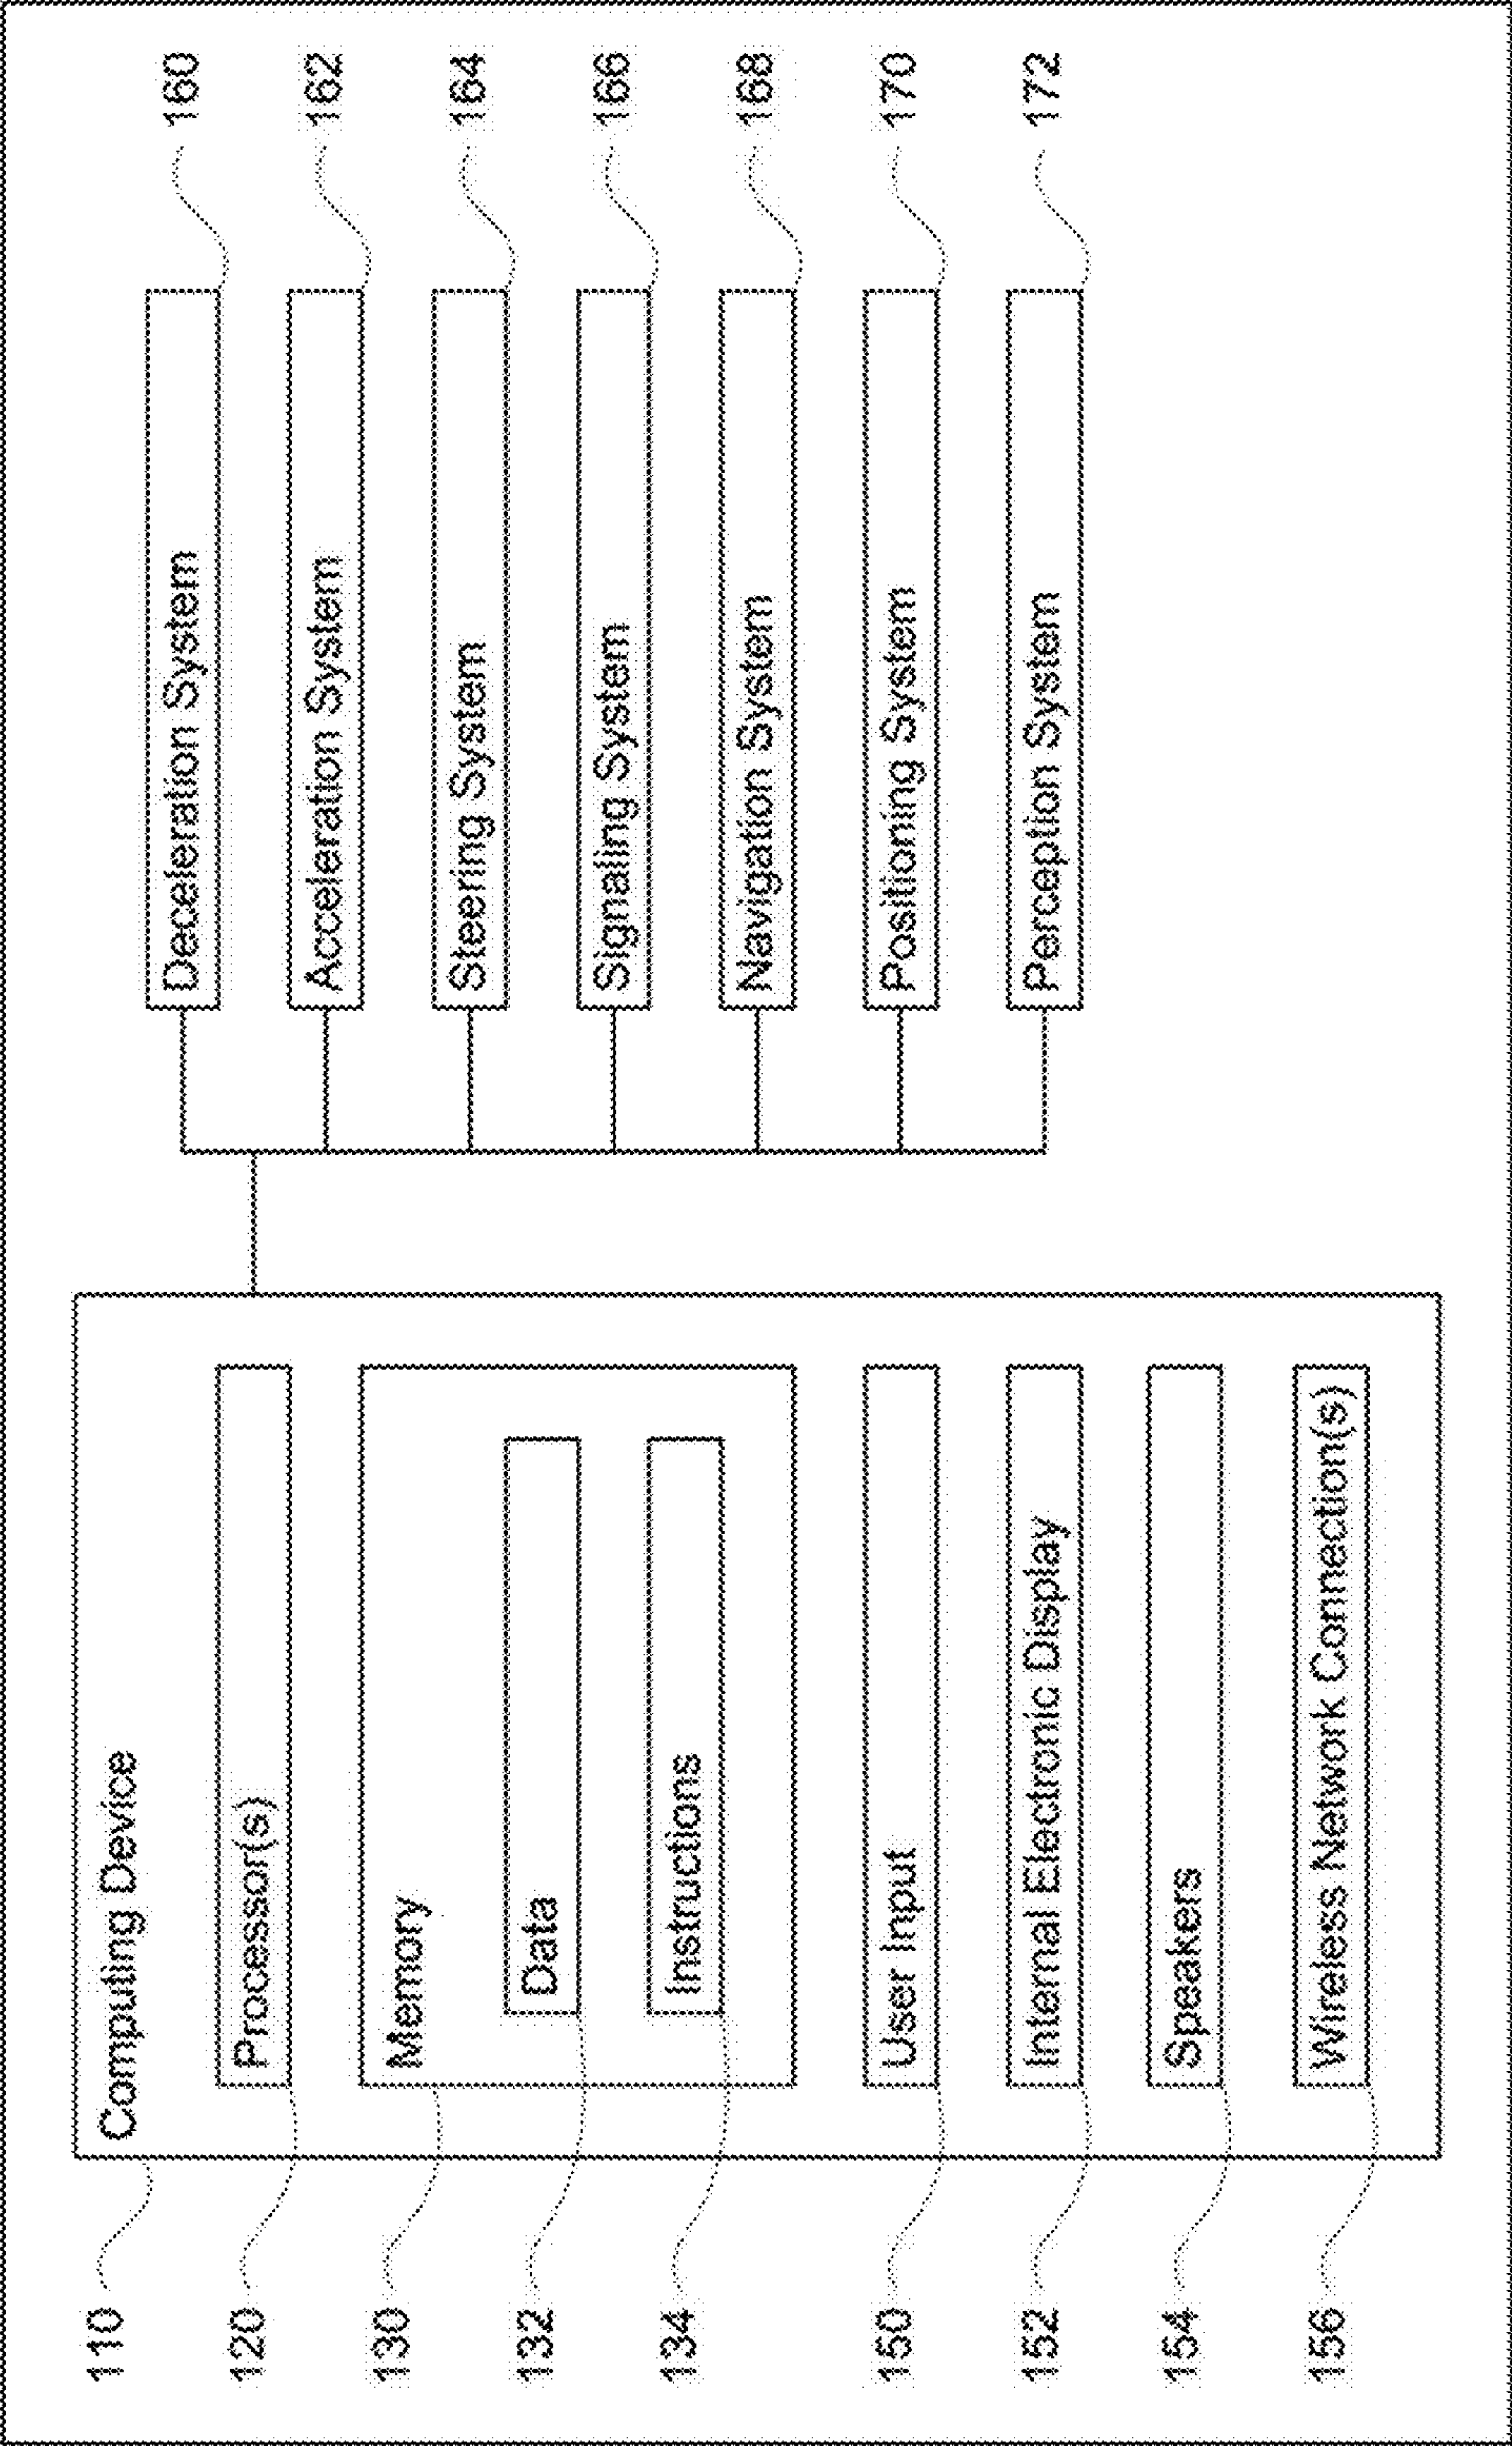 110
Computing Device
120
Processor(s)
130
Memory
132
Data
134
Instructions
150
User Input
152
Internal Electronic Display
154
Speakers
156
Wireless Network Connection(s)
Deceleration System
160
Acceleration System
162
Steering System
164
Signaling System
166
Navigation System
168
Positioning System
170
Perception System
172